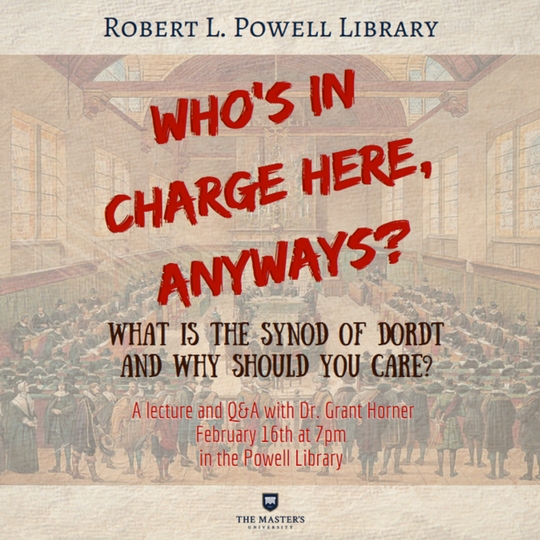 ROBERT L. POWELL LIBRARY
WHO'S IN
CHARGE HERE,
ANYWAYS?
WHAT IS THE SYNOD OF DORDT
AND WHY SHOULD YOU CARE?
A lecture and Q&A with Dr. Grant Horner
February 16th at 7pm
in the Powell Library
THE MASTER'S
UNIVERSITY